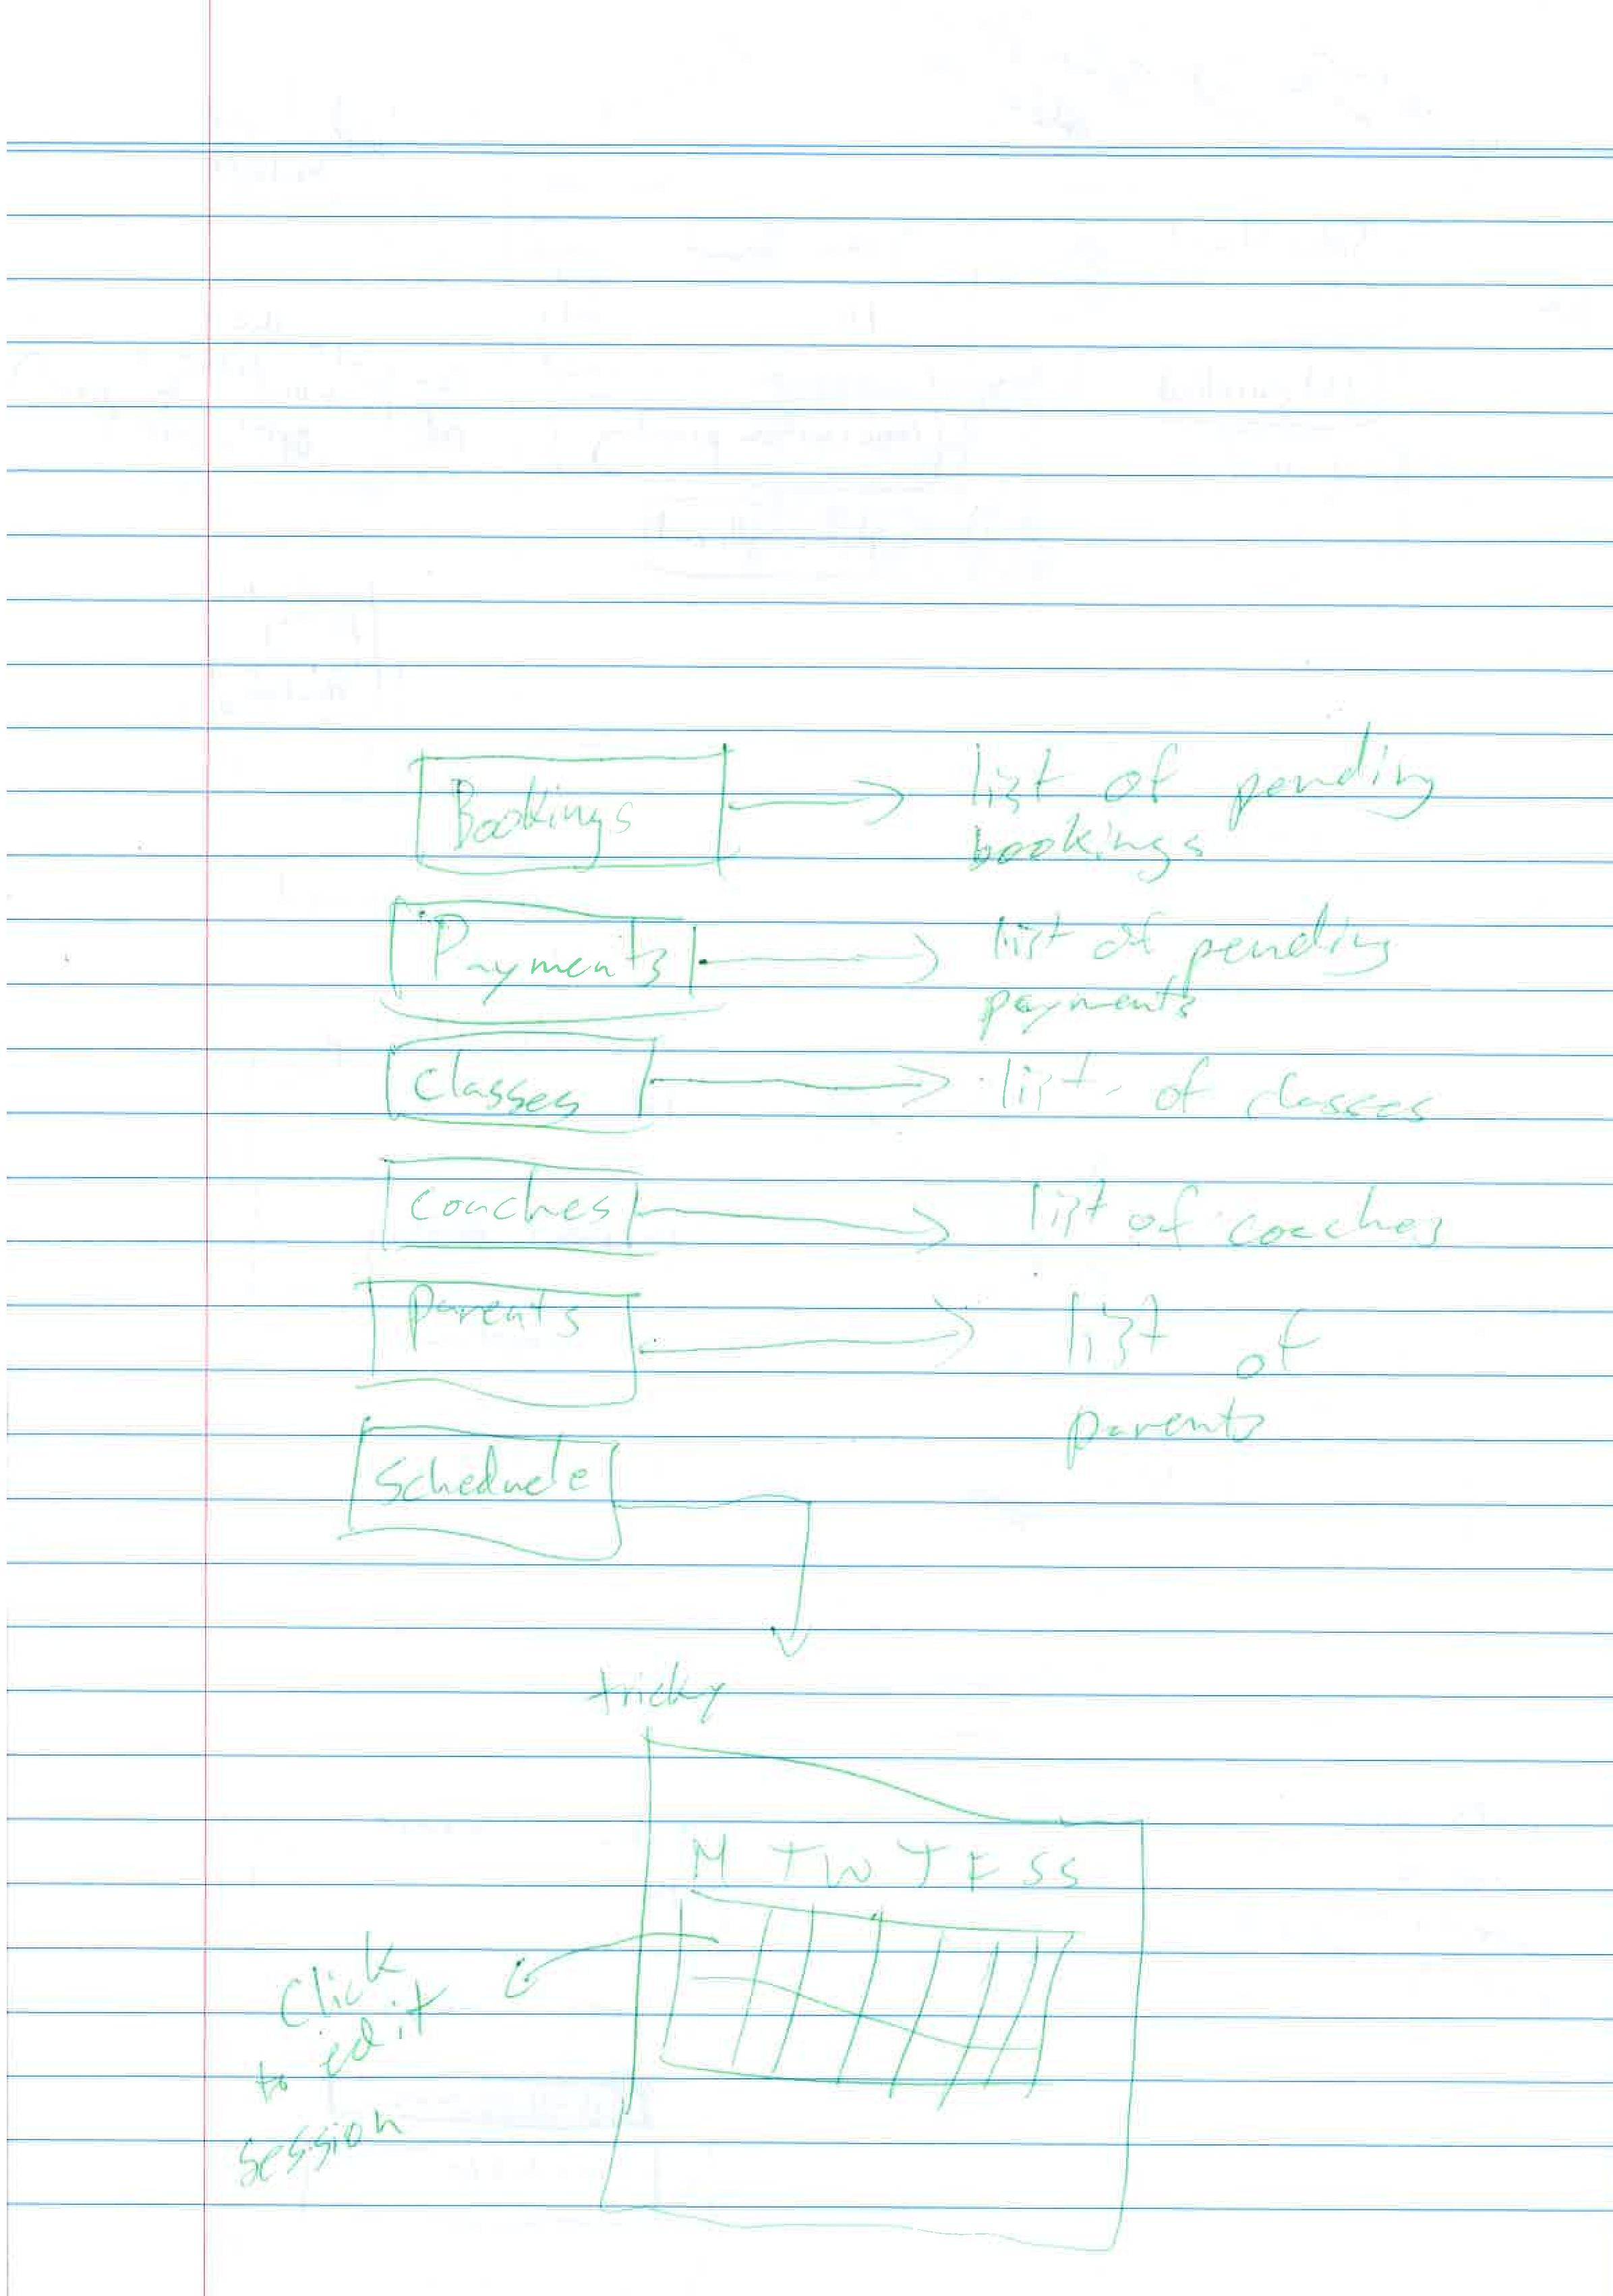 Bookings
list of pending
bookings
Payments
list of pending
payments
Classes
list of classes
Coaches
list of coaches
Parents
list of
parents
Schedule
tricky
M T W T F S S
Click
to edit
session